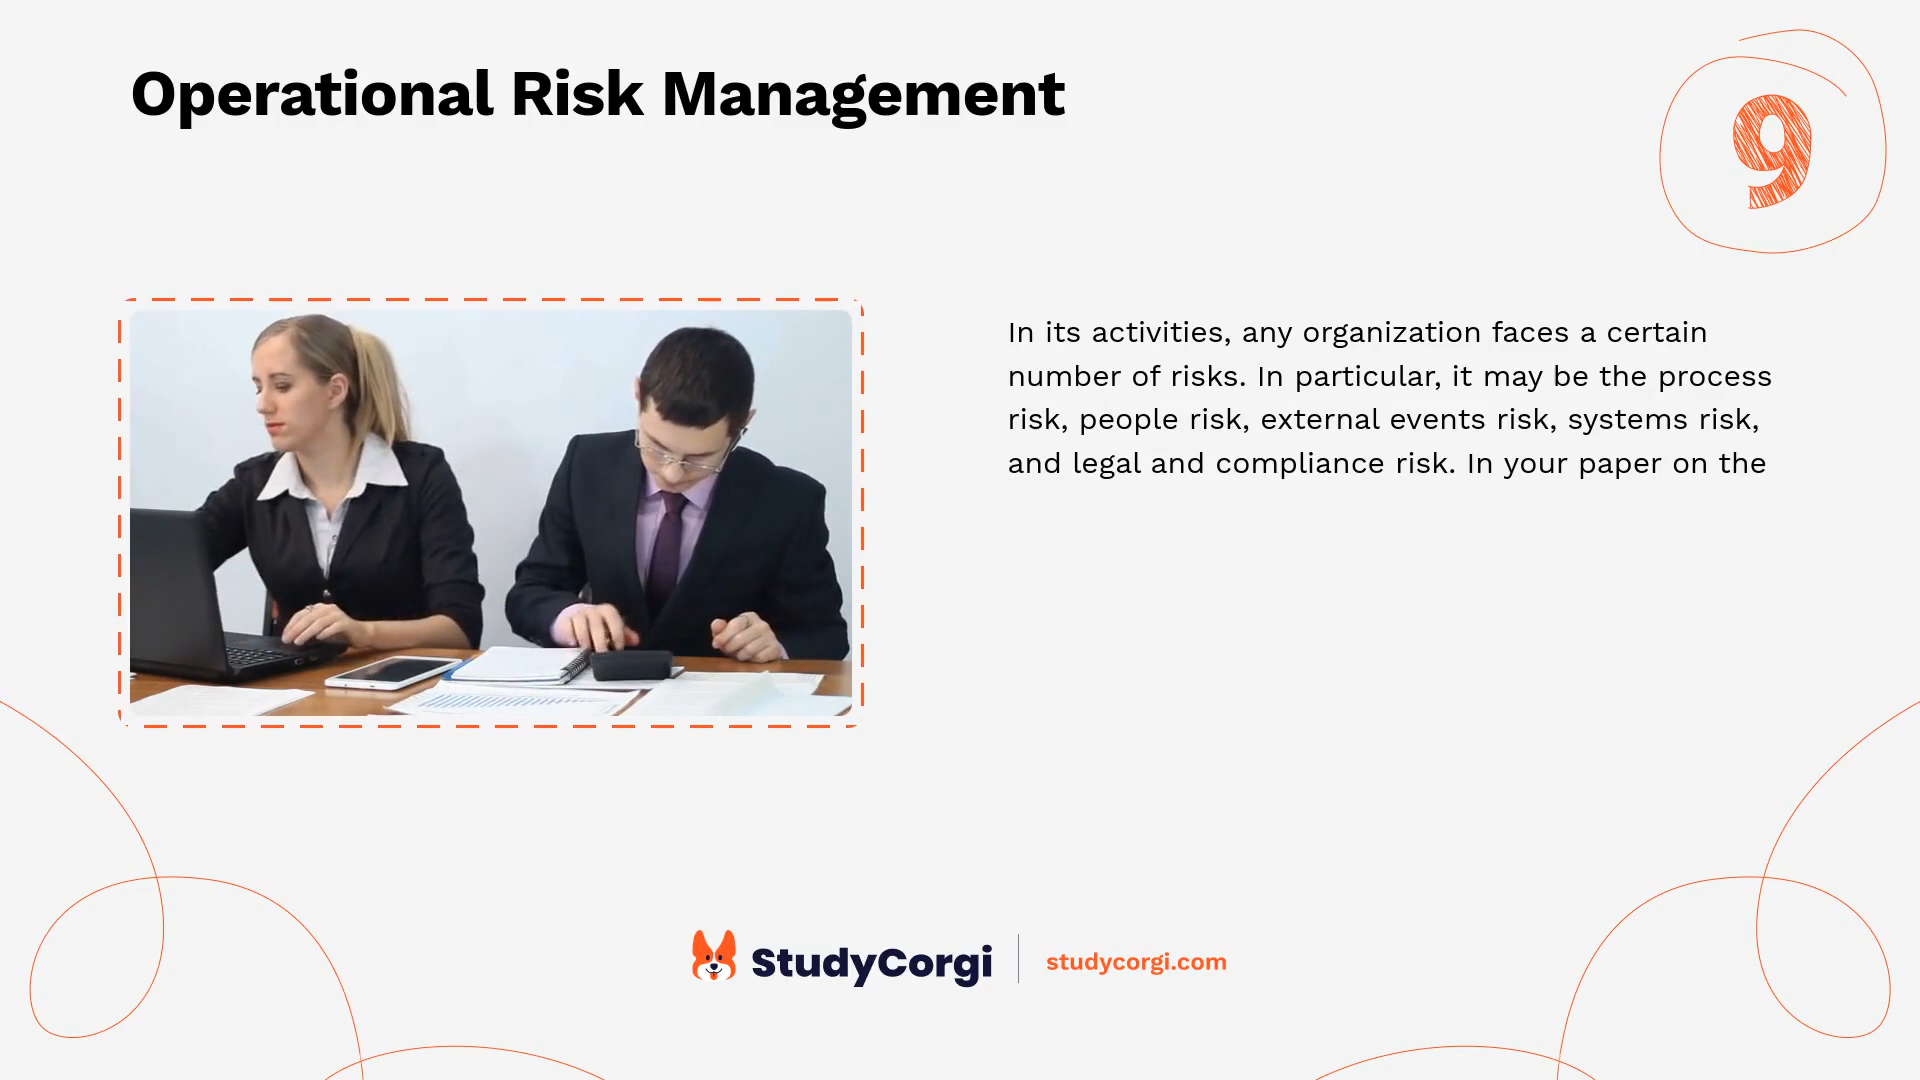 Operational Risk Management
9
In its activities, any organization faces a certain
number of risks. In particular, it may be the process
risk, people risk, external events risk, systems risk,
and legal and compliance risk. In your paper on the
StudyCorgi
studycorgi.com